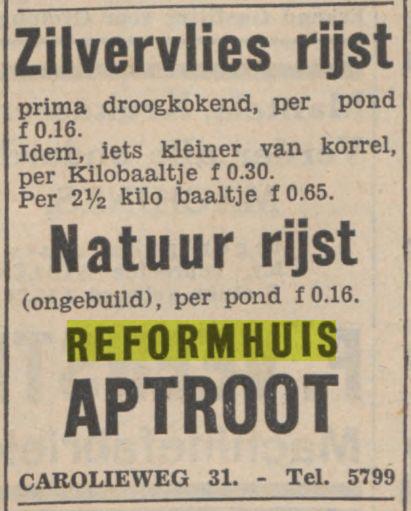 Zilvervlies rijst
prima droogkokend, per pond
f 0.16.
Idem, iets kleiner van korrel,
per Kilobaaltje f 0.30.
Per 2½ kilo baaltje f 0.65.
Natuur rijst
(ongebuild), per pond f 0.16.
REFORMHUIS
APTROOT
CAROLIEWEG 31. - Tel. 5799